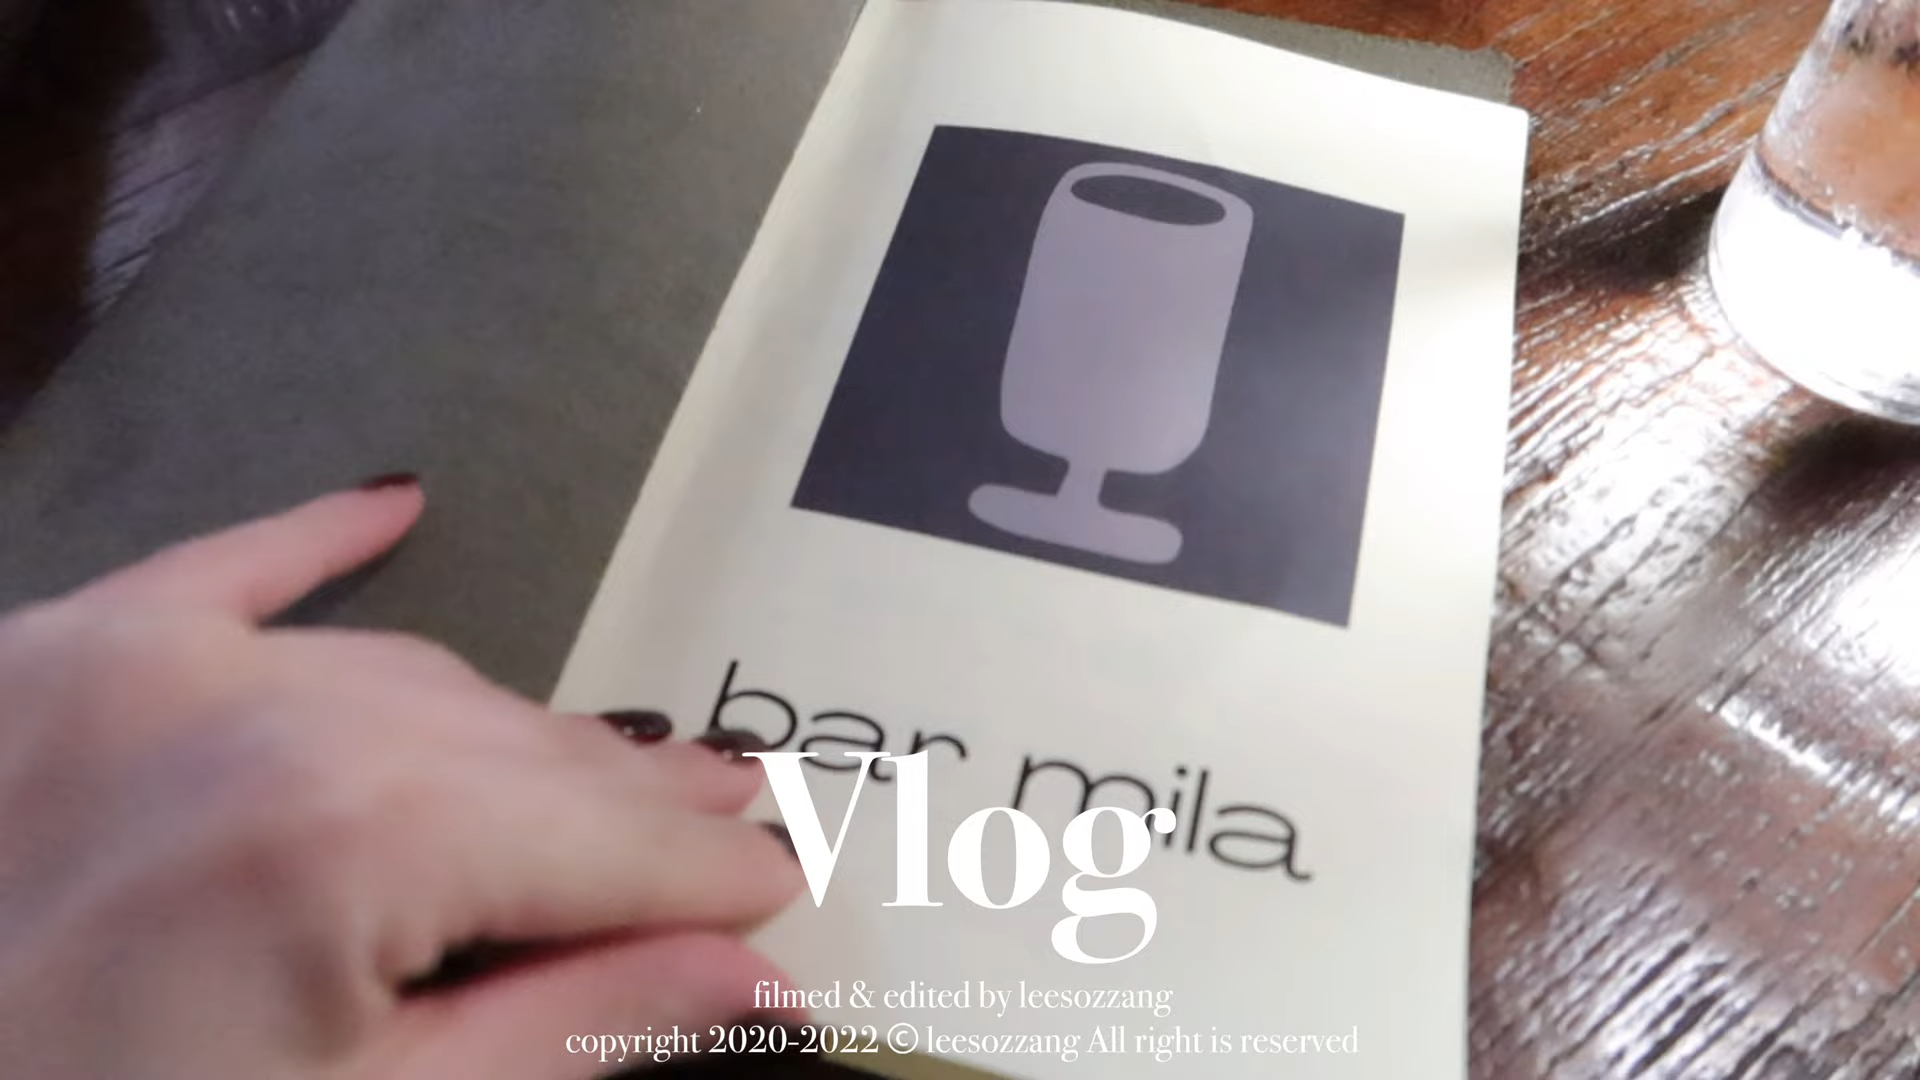 bar mila
Vlog
filmed & edited by leesozzang
copyright 2020-2022 © leesozzang All right is reserved